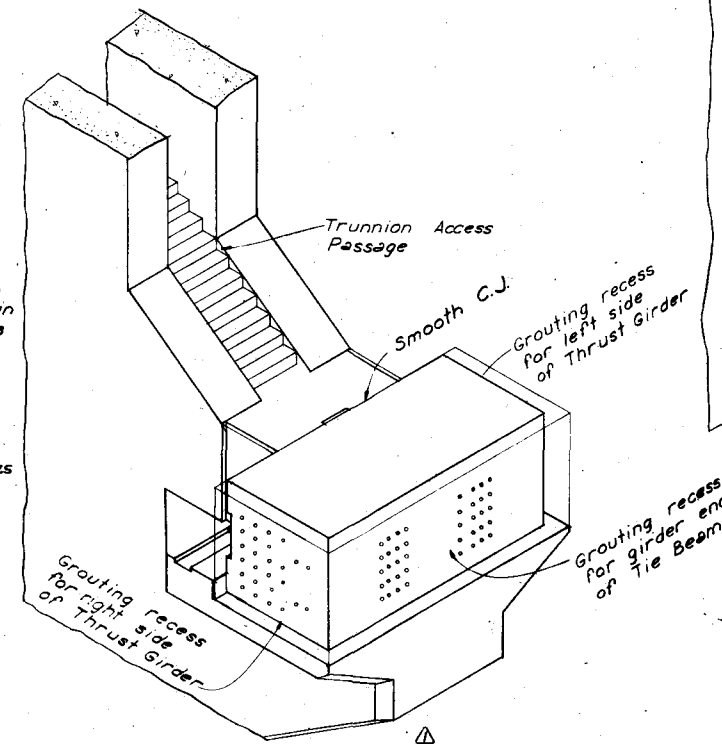 Trunnion Access
Passage
Smooth C.J.
Grouting recess
for left side
of Thrust Girder
Grouting recess
for girder end
of Tie Beam
Grouting recess
for right side
of Thrust Girder